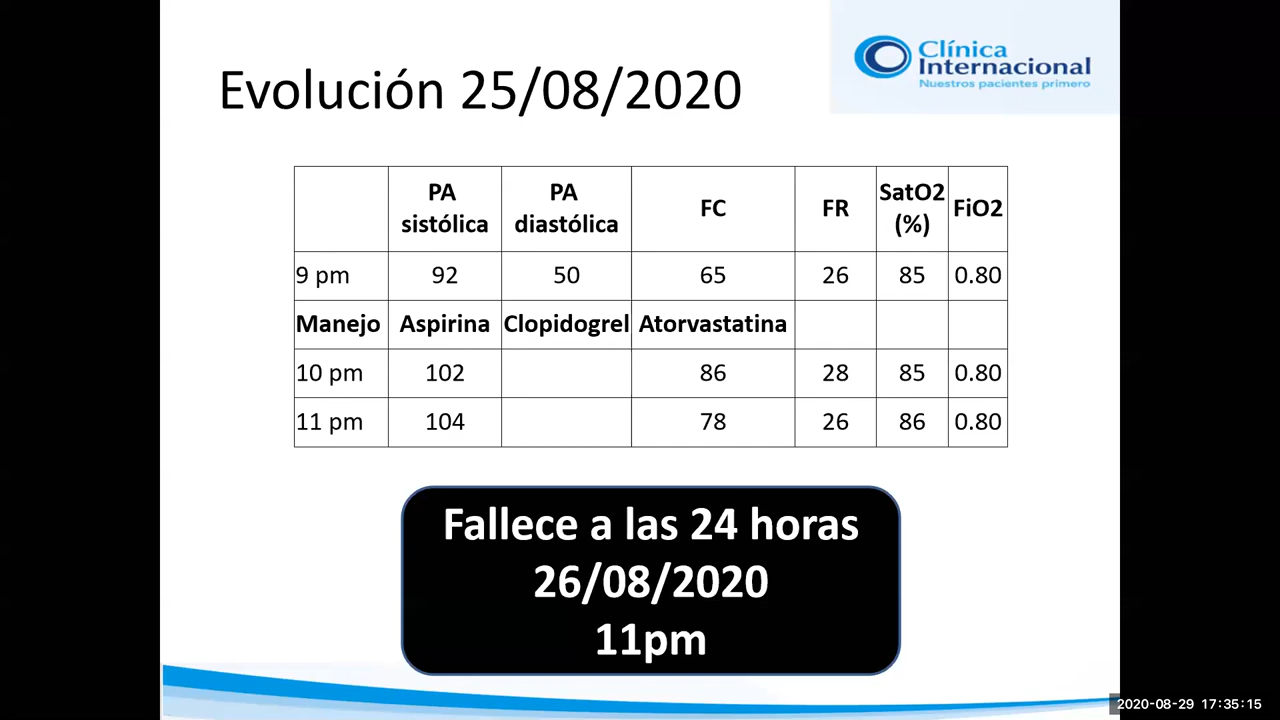 Clínica
Internacional
Nuestros pacientes primero
Evolución 25/08/2020
PA sistólica PA diastólica FC FR SatO2 (%) FiO2
9 pm 92 50 65 26 85 0.80
Manejo Aspirina Clopidogrel Atorvastatina
10 pm 102 86 28 85 0.80
11 pm 104 78 26 86 0.80
Fallece a las 24 horas
26/08/2020
11pm
2020-08-29 17:35:15